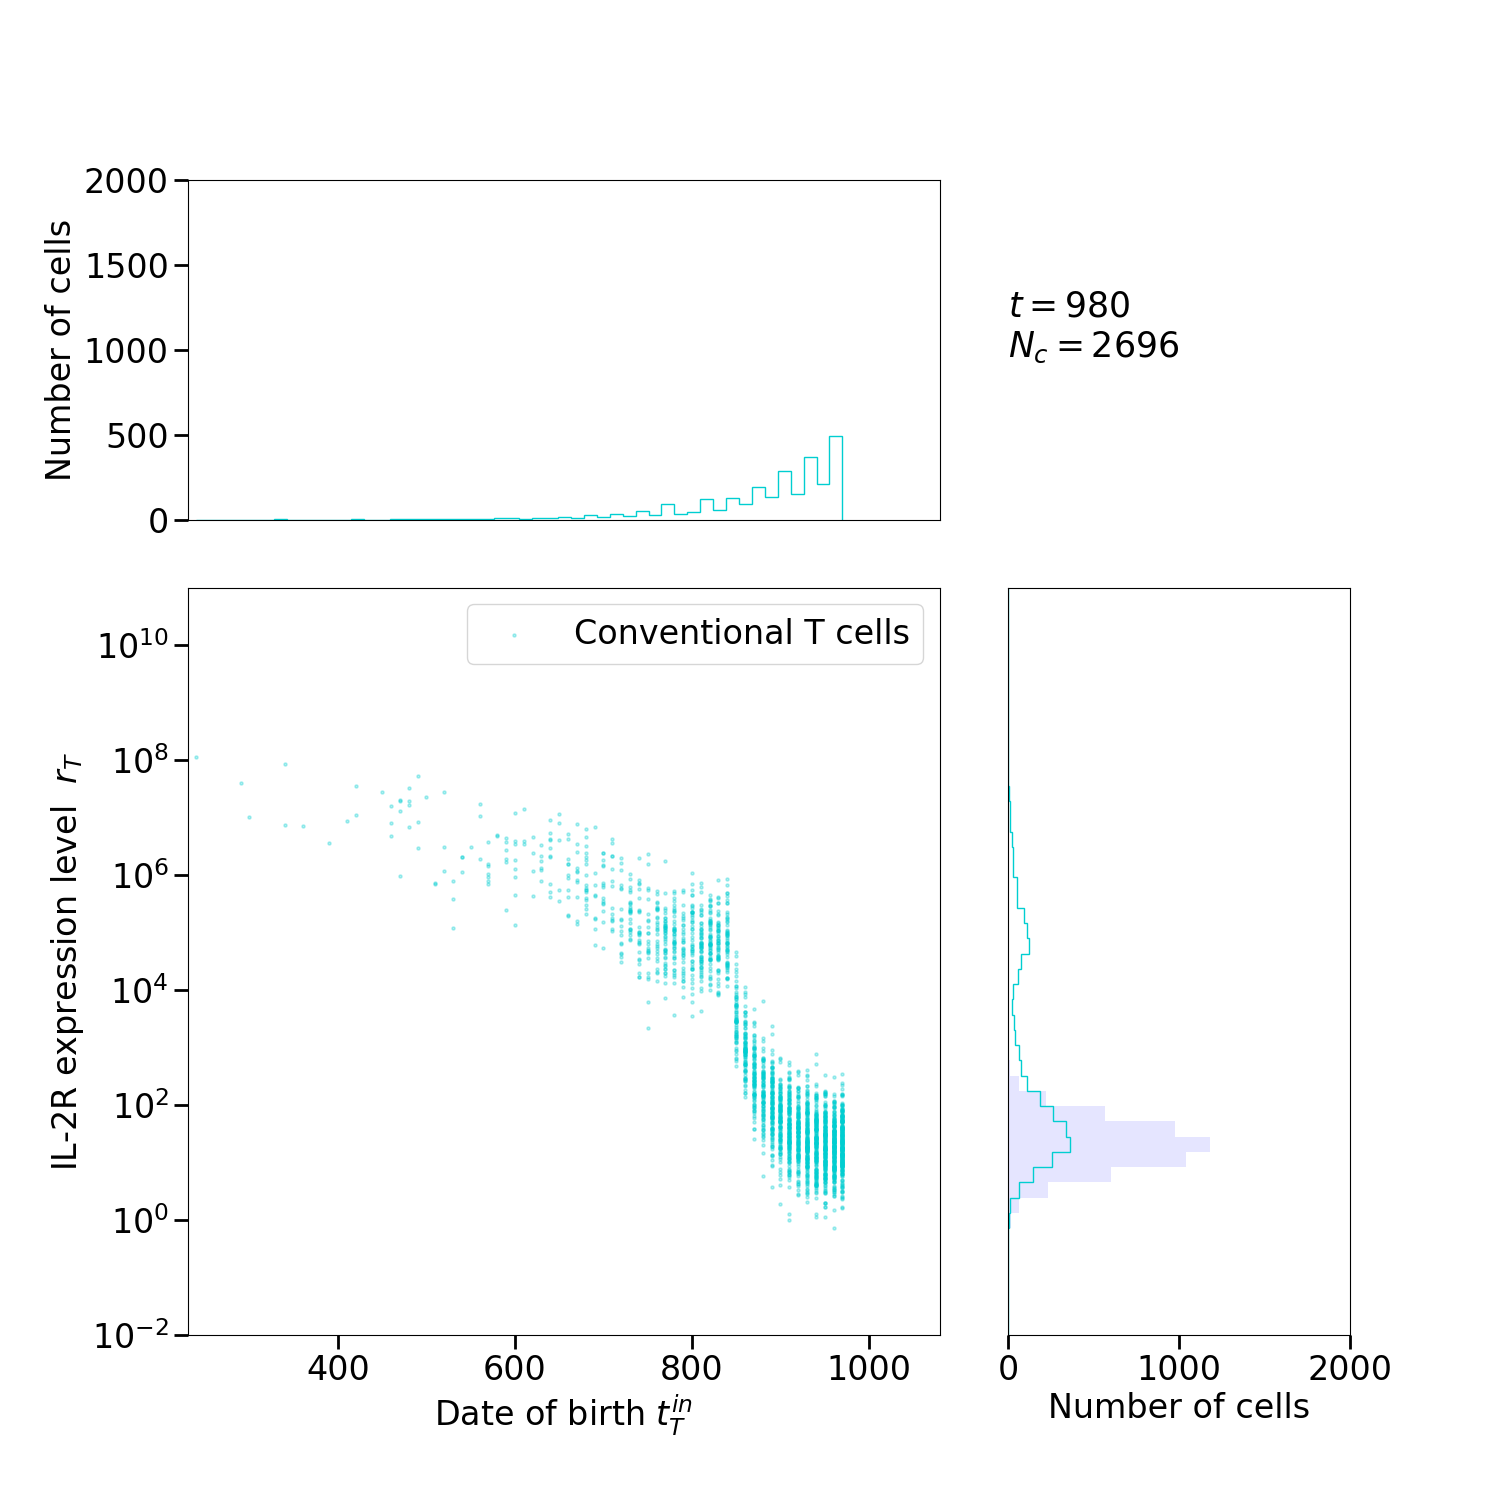 2000
1500
1000
500
0
Number of cells
t = 980
N_c = 2696
Conventional T cells
10^10
10^8
10^6
10^4
10^2
10^0
10^−2
IL-2R expression level r_T
400 600 800 1000
Date of birth t_T^in
0 1000 2000
Number of cells